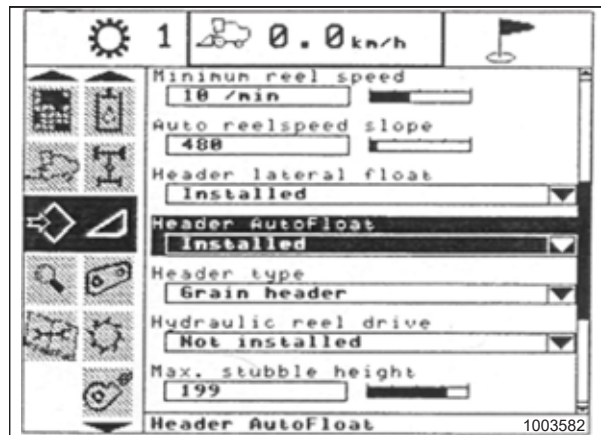 1 0.0km/h
Minimum reel speed
10 /min
Auto reelspeed slope
480
Header lateral float
Installed
Header AutoFloat
Installed
Header type
Grain header
Hydraulic reel drive
Not installed
Max. stubble height
199
Header AutoFloat
1003582